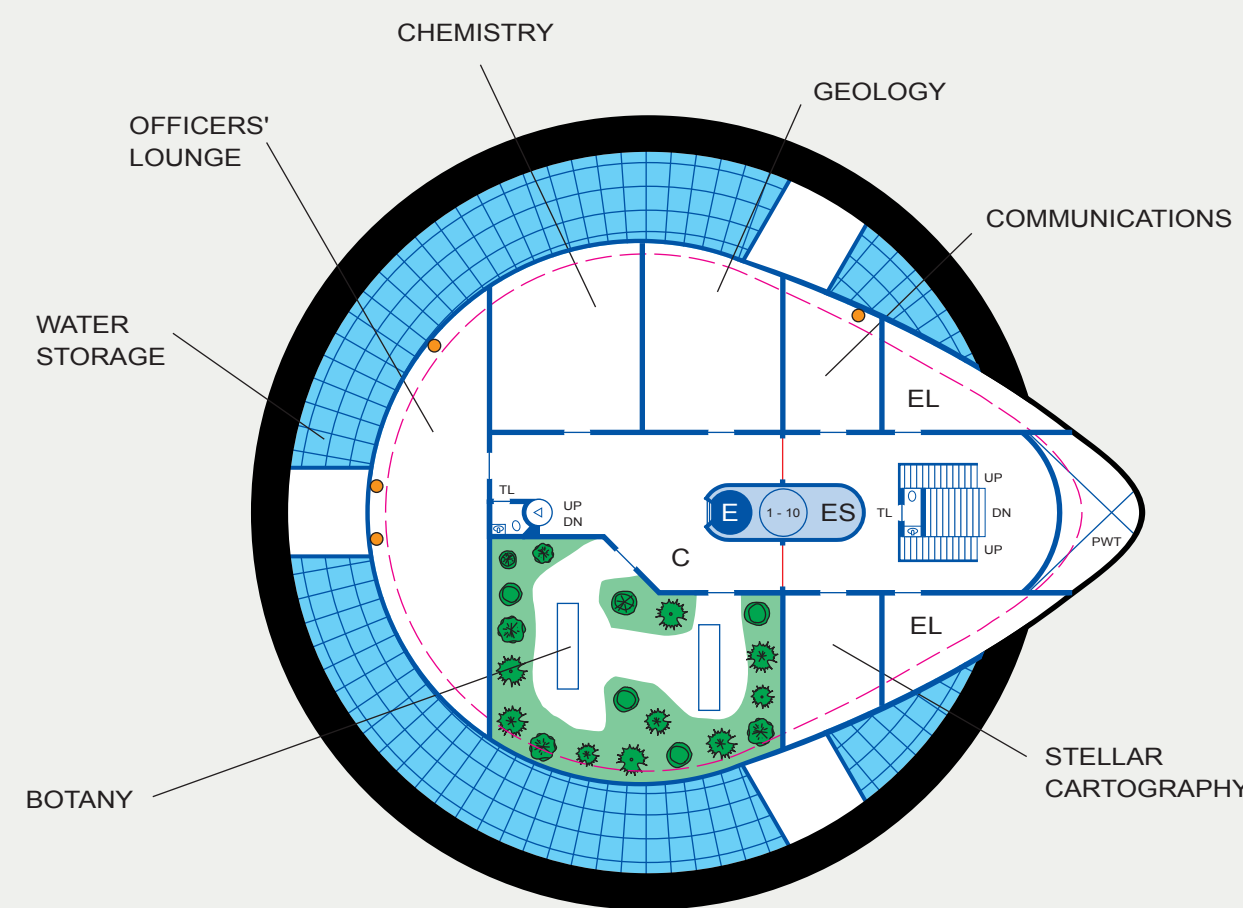 CHEMISTRY
GEOLOGY
OFFICERS'
LOUNGE
COMMUNICATIONS
WATER
STORAGE
EL
TL
UP
DN
E
1 - 10
ES
TL
UP
DN
UP
PWT
C
EL
STELLAR
CARTOGRAPHY
BOTANY